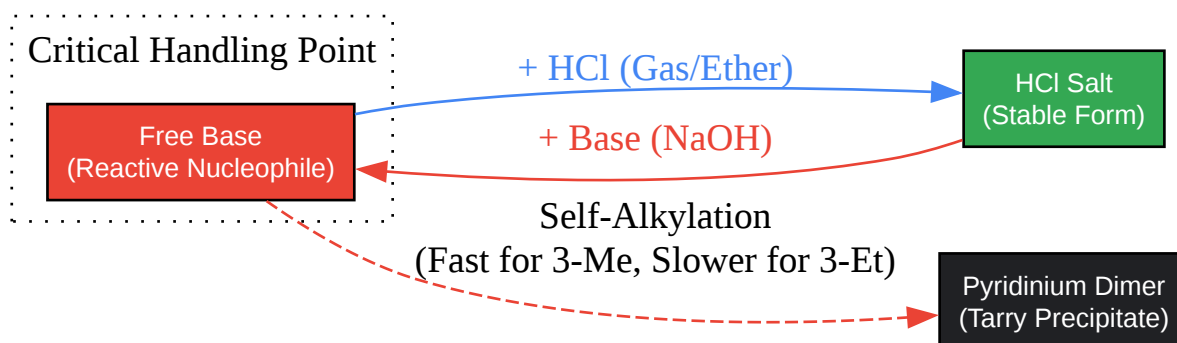 Critical Handling Point
+ HCl (Gas/Ether)
HCl Salt
(Stable Form)
Free Base
(Reactive Nucleophile)
+ Base (NaOH)
Self-Alkylation
(Fast for 3-Me, Slower for 3-Et)
Pyridinium Dimer
(Tarry Precipitate)